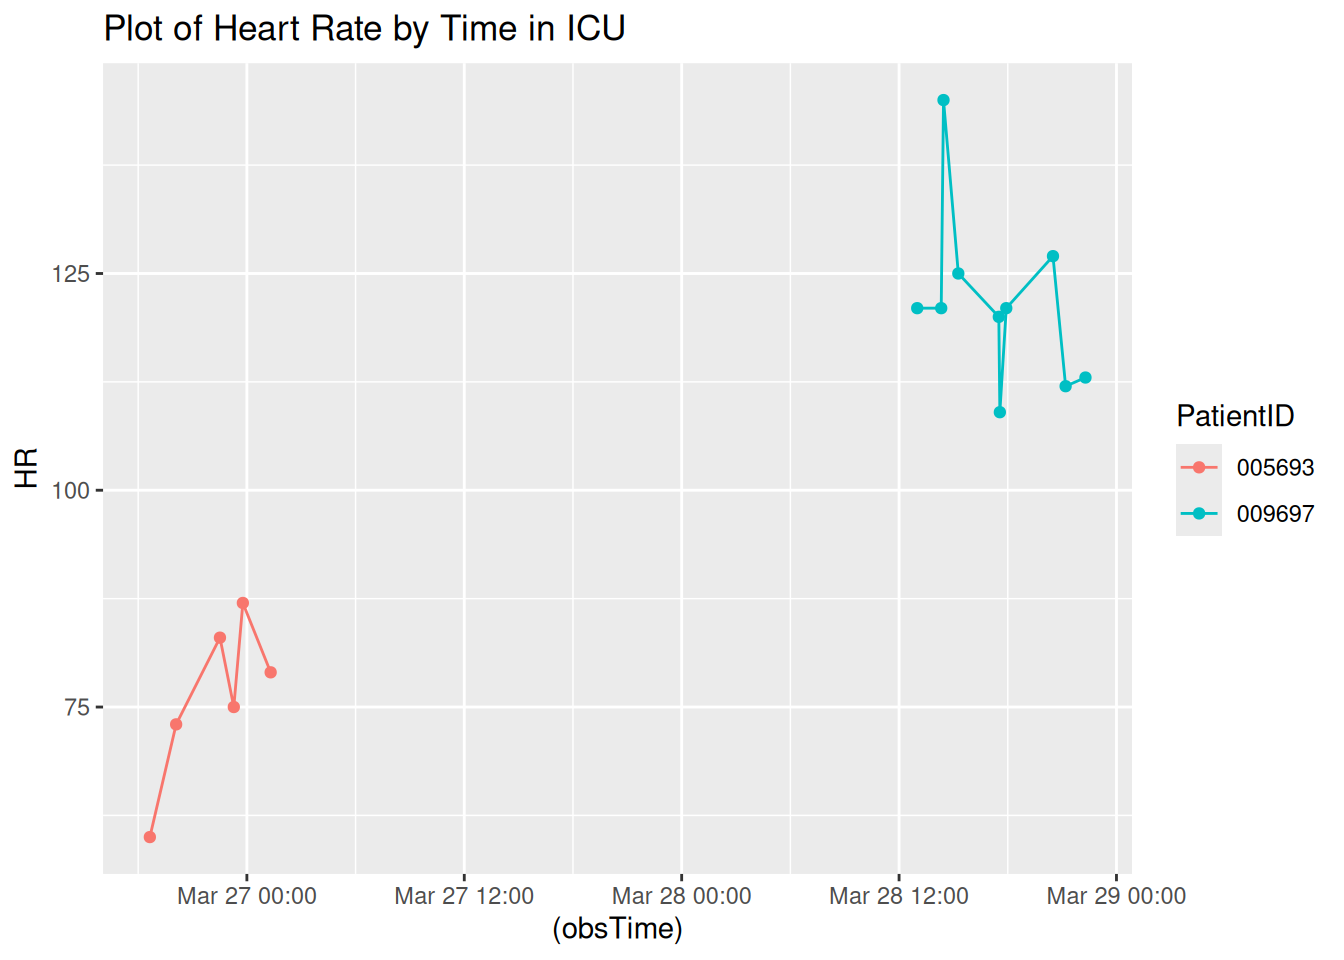 Plot of Heart Rate by Time in ICU
HR
125
100
75
Mar 27 00:00
Mar 27 12:00
Mar 28 00:00
Mar 28 12:00
Mar 29 00:00
(obsTime)
PatientID
005693
009697